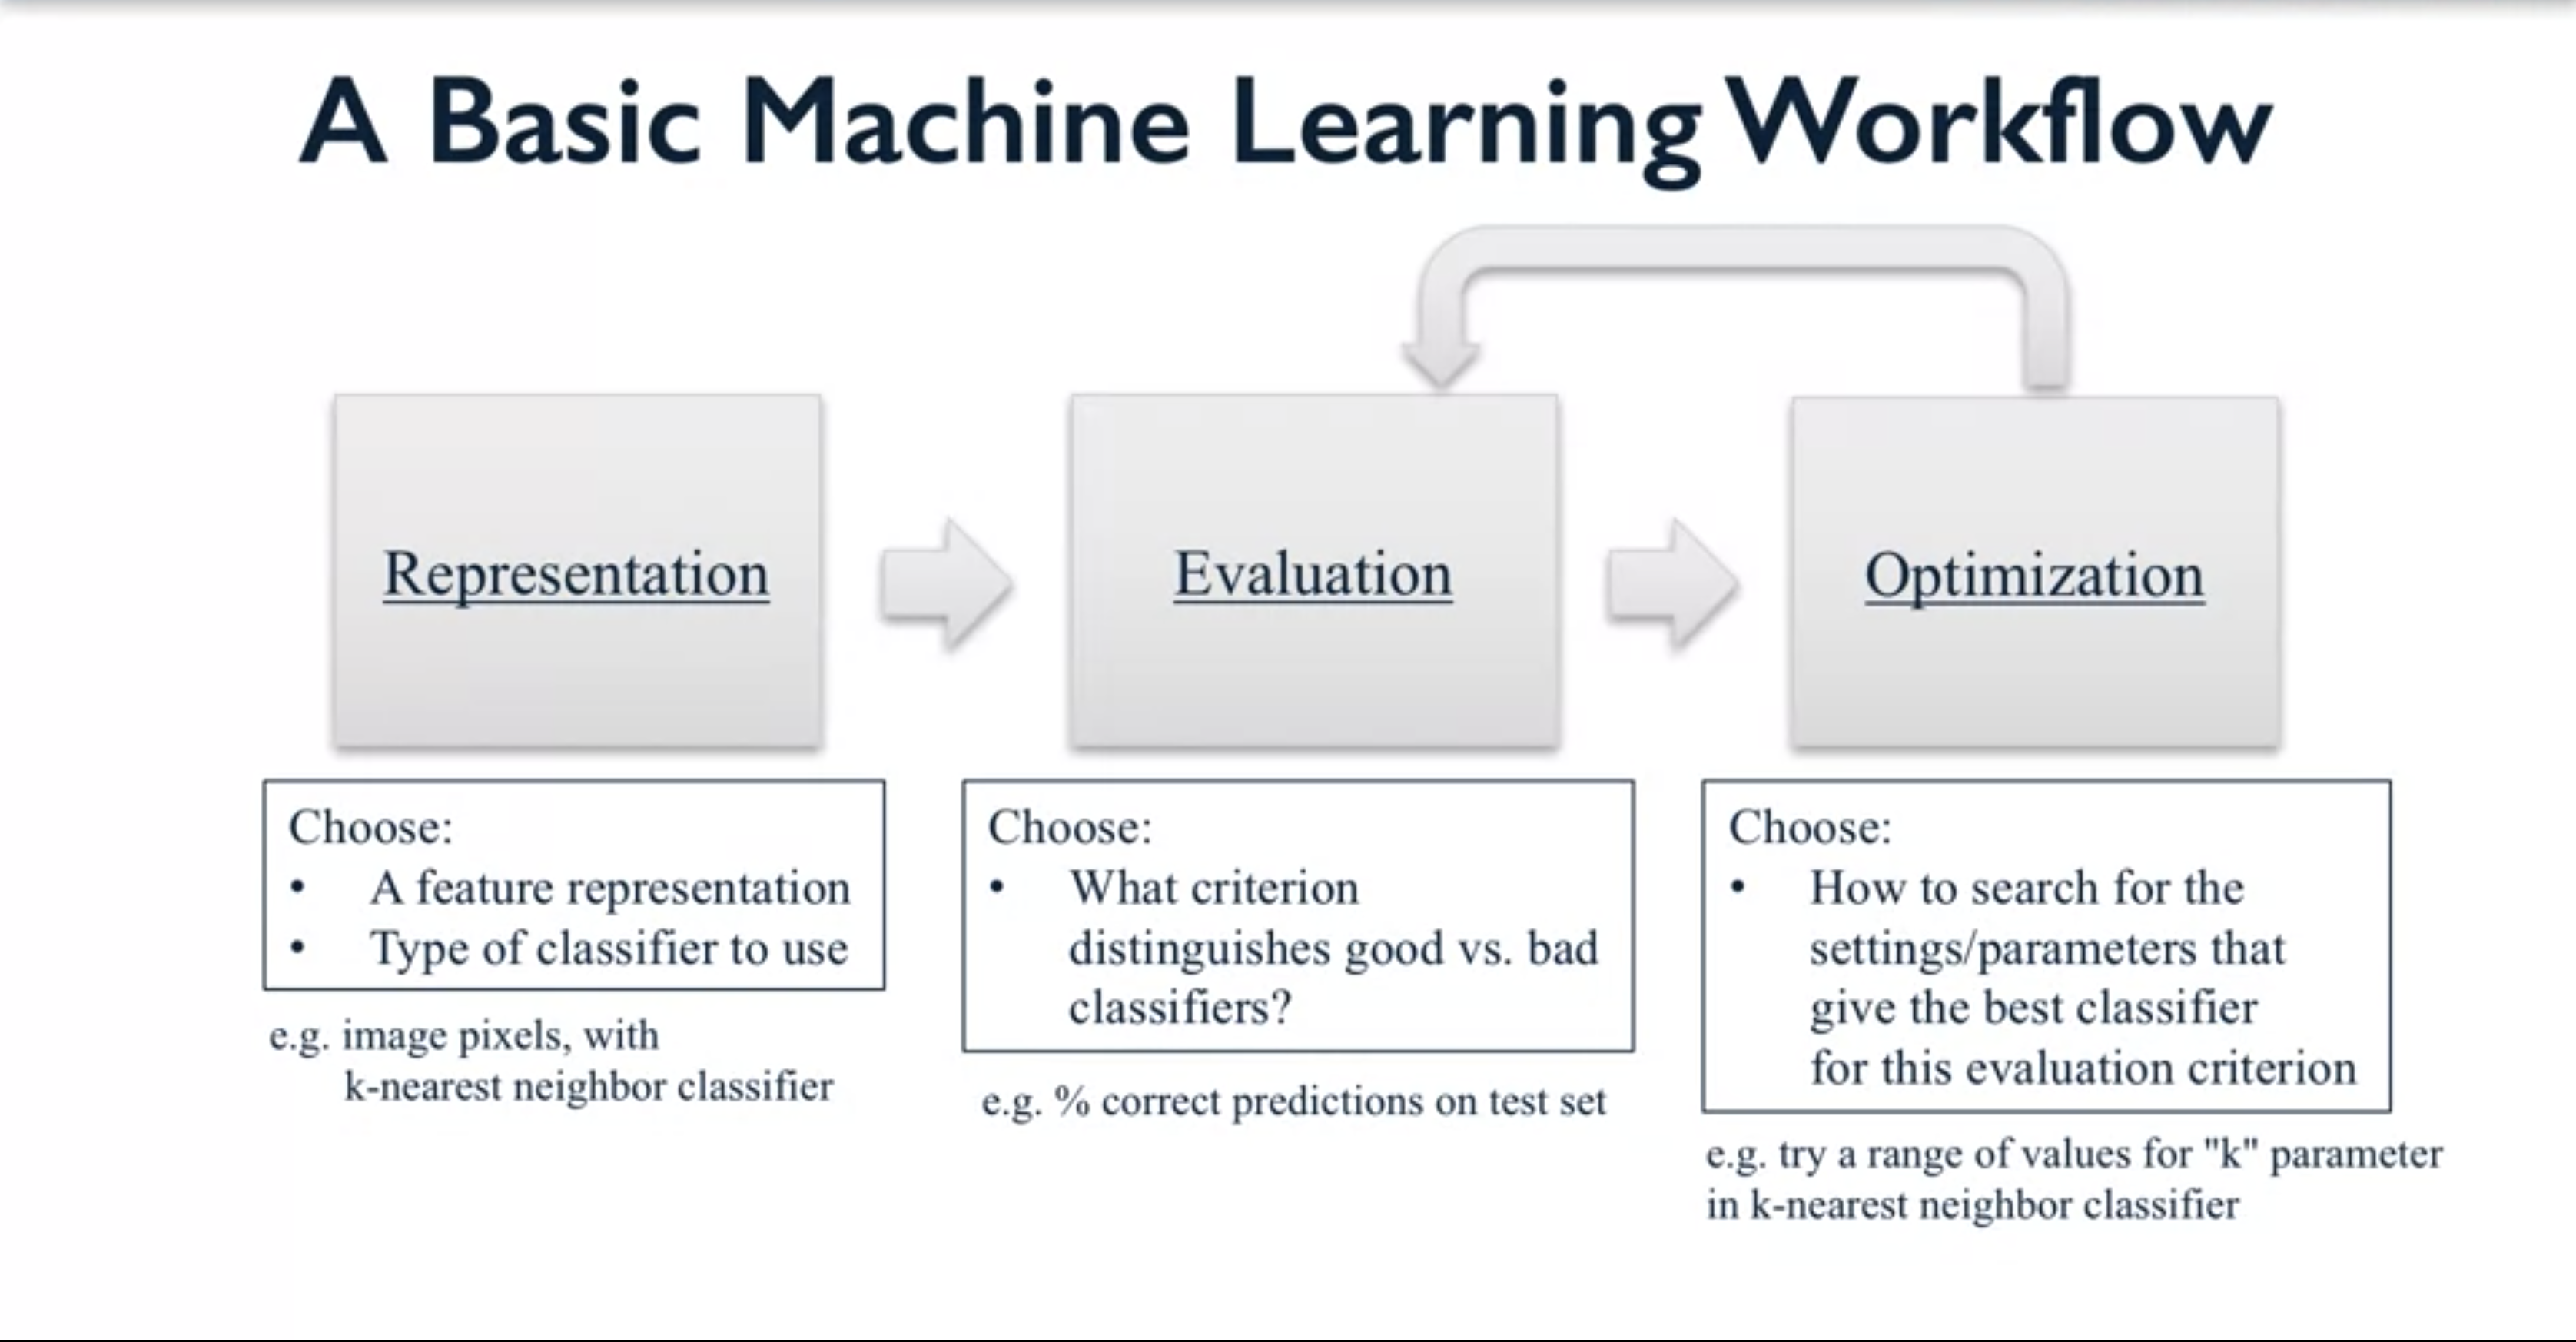 A Basic Machine Learning Workflow
Representation
Evaluation
Optimization
Choose:
• A feature representation
• Type of classifier to use
e.g. image pixels, with
k-nearest neighbor classifier
Choose:
• What criterion
distinguishes good vs. bad
classifiers?
e.g. % correct predictions on test set
Choose:
• How to search for the
settings/parameters that
give the best classifier
for this evaluation criterion
e.g. try a range of values for "k" parameter
in k-nearest neighbor classifier